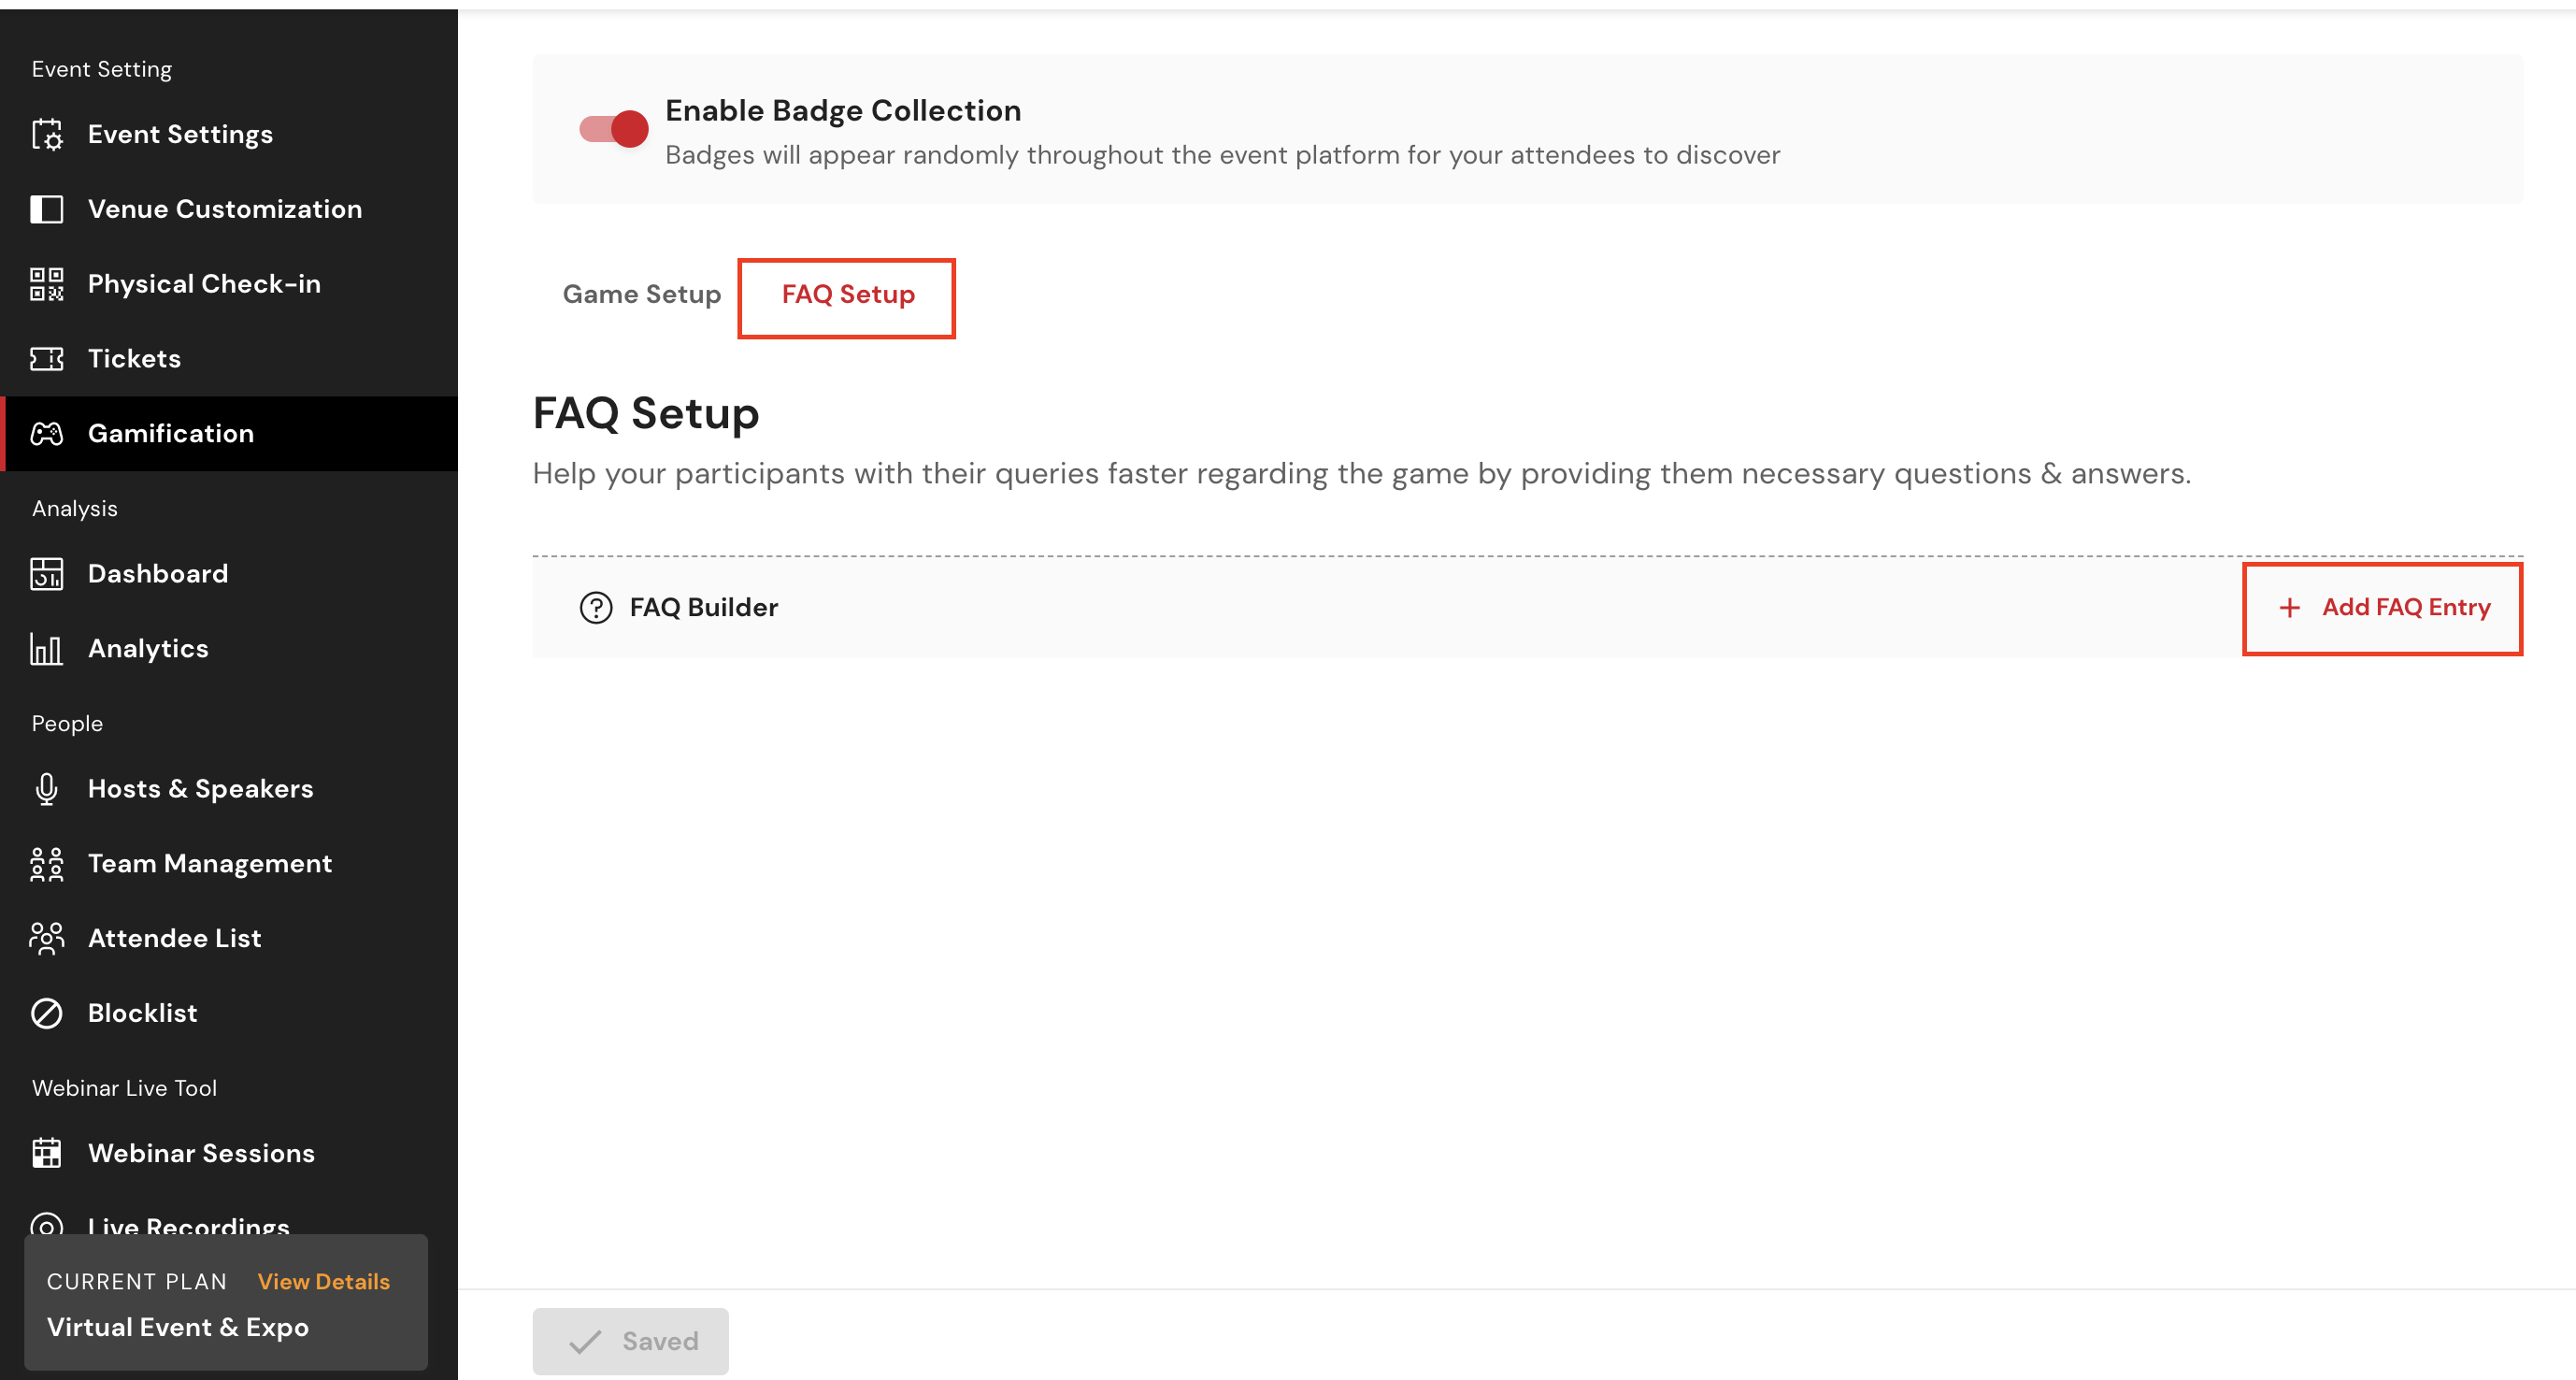 Event Setting
Event Settings
Venue Customization
Physical Check-in
Tickets
Gamification
Analysis
Dashboard
Analytics
People
Hosts & Speakers
Team Management
Attendee List
Blocklist
Webinar Live Tool
Webinar Sessions
Live Recordings
CURRENT PLAN View Details
Virtual Event & Expo
Enable Badge Collection
Badges will appear randomly throughout the event platform for your attendees to discover
Game Setup FAQ Setup
FAQ Setup
Help your participants with their queries faster regarding the game by providing them necessary questions & answers.
FAQ Builder
+ Add FAQ Entry
Saved